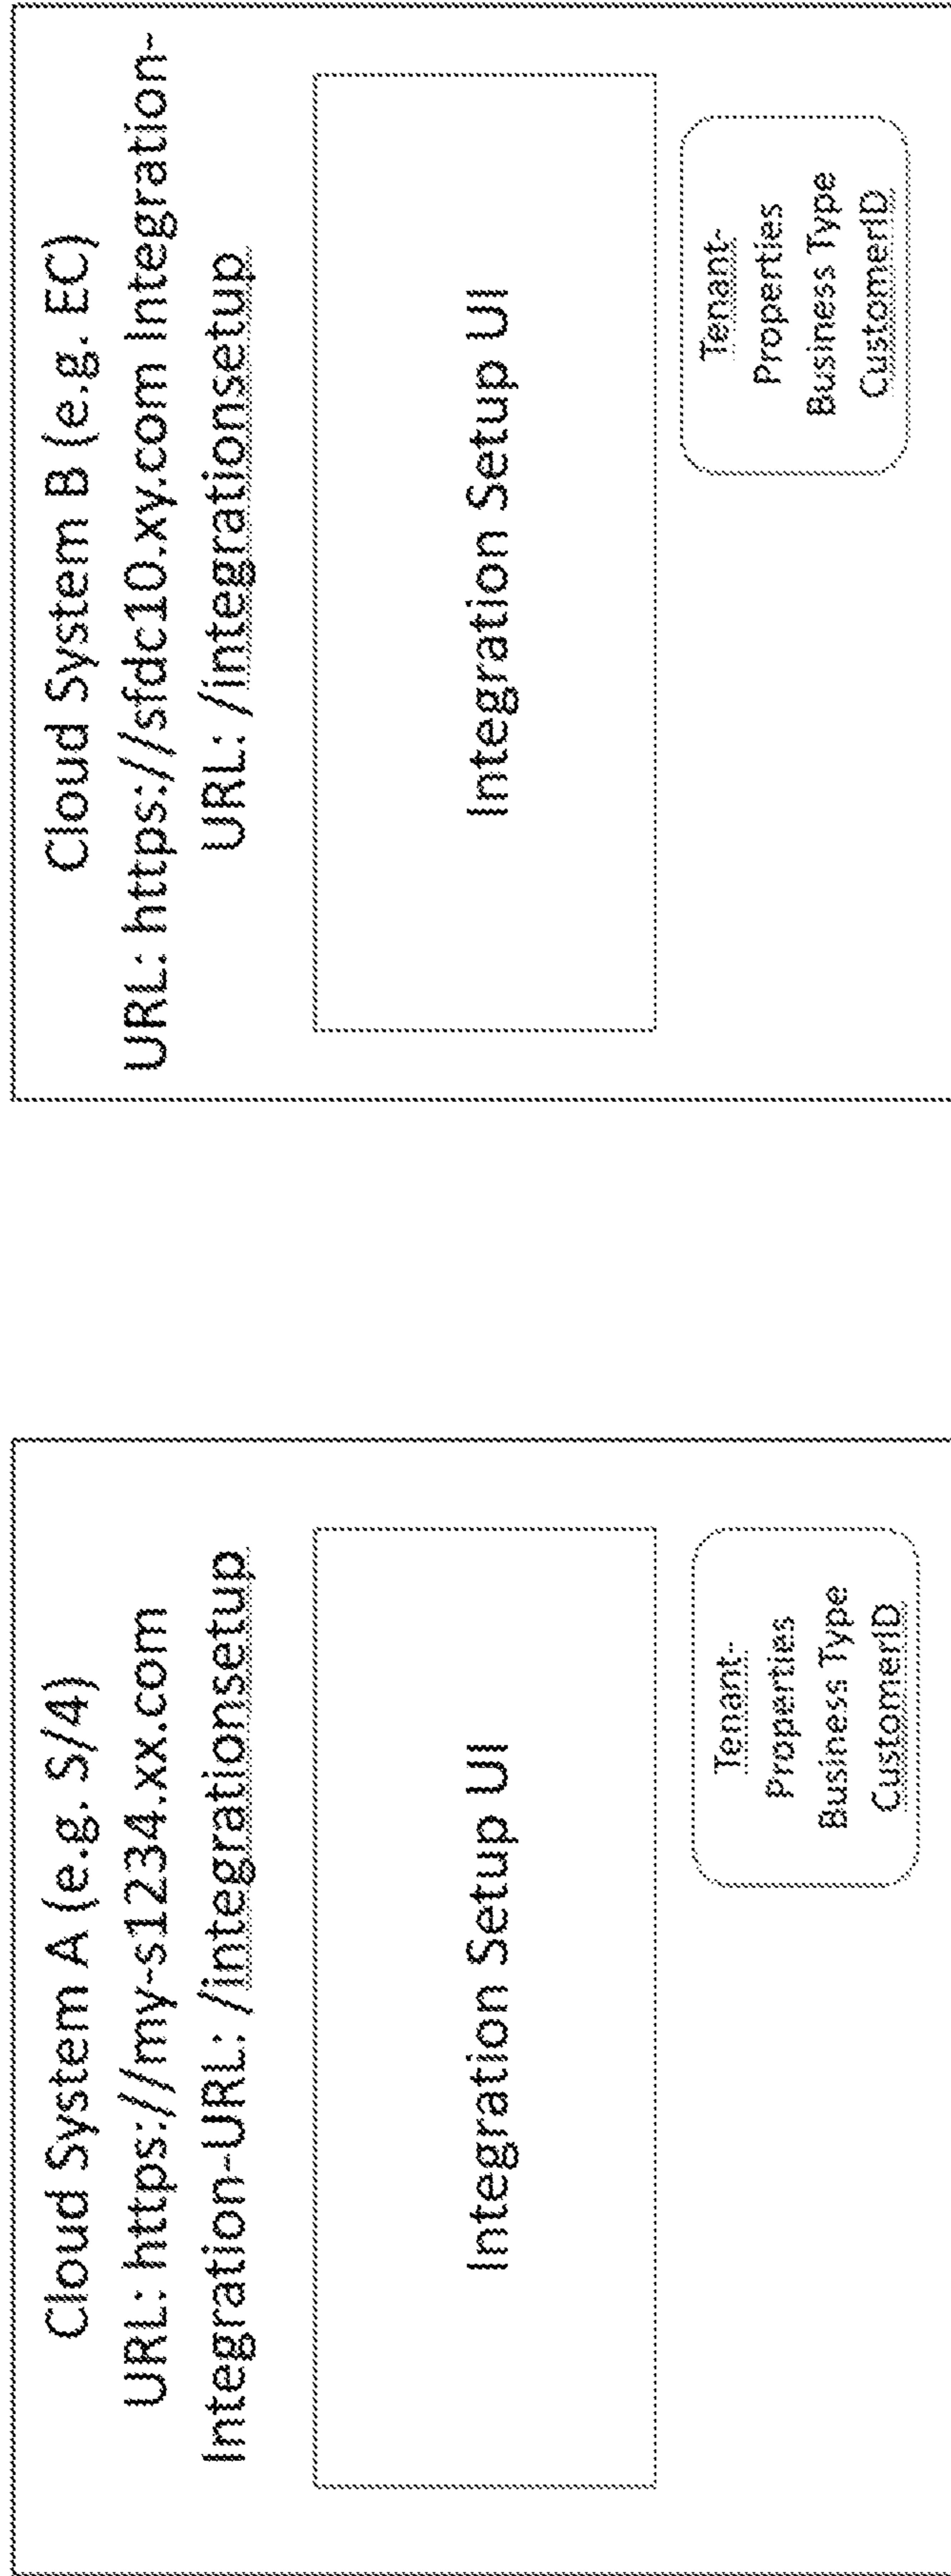 Cloud System A (e.g. S/4)
URL: https://my-s1234.xx.com
Integration-URL: /integrationsetup
Integration Setup UI
Tenant-
Properties
Business Type
CustomerID
Cloud System B (e.g. EC)
URL: https://sfdc10.xy.com Integration-
URL: /integrationsetup
Integration Setup UI
Tenant-
Properties
Business Type
CustomerID